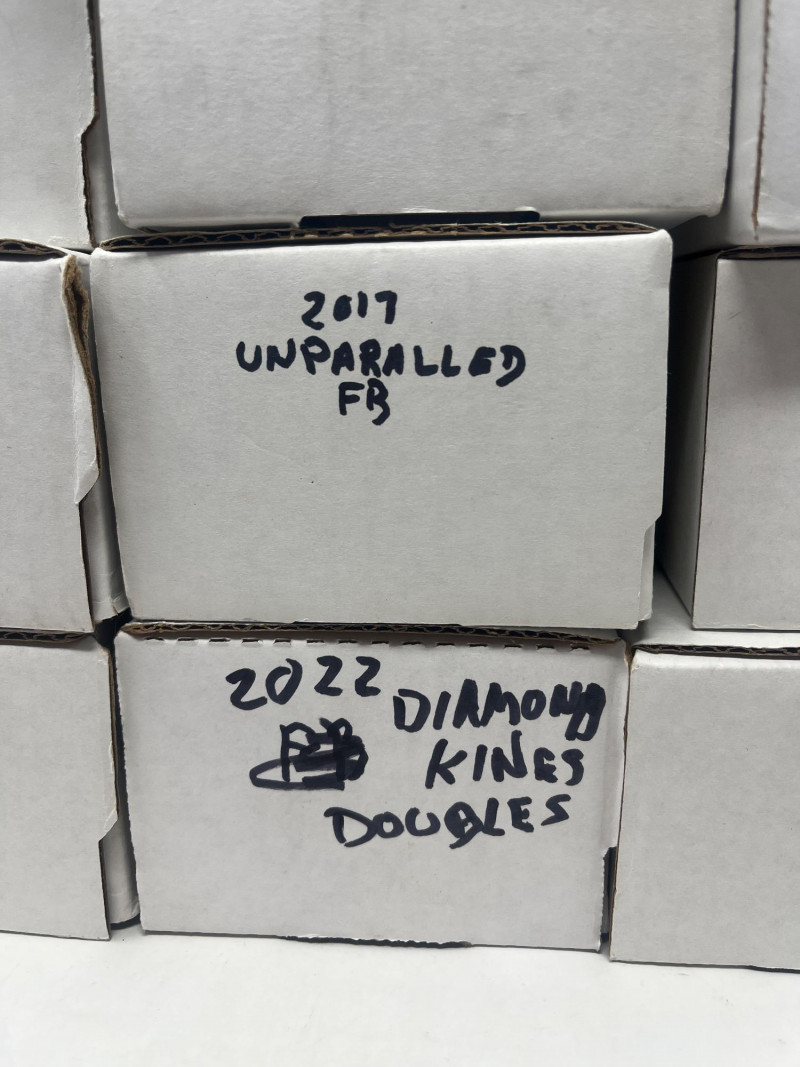 2017
UNPARALLED
FB
2022 DIAMOND
KINGS
DOUBLES